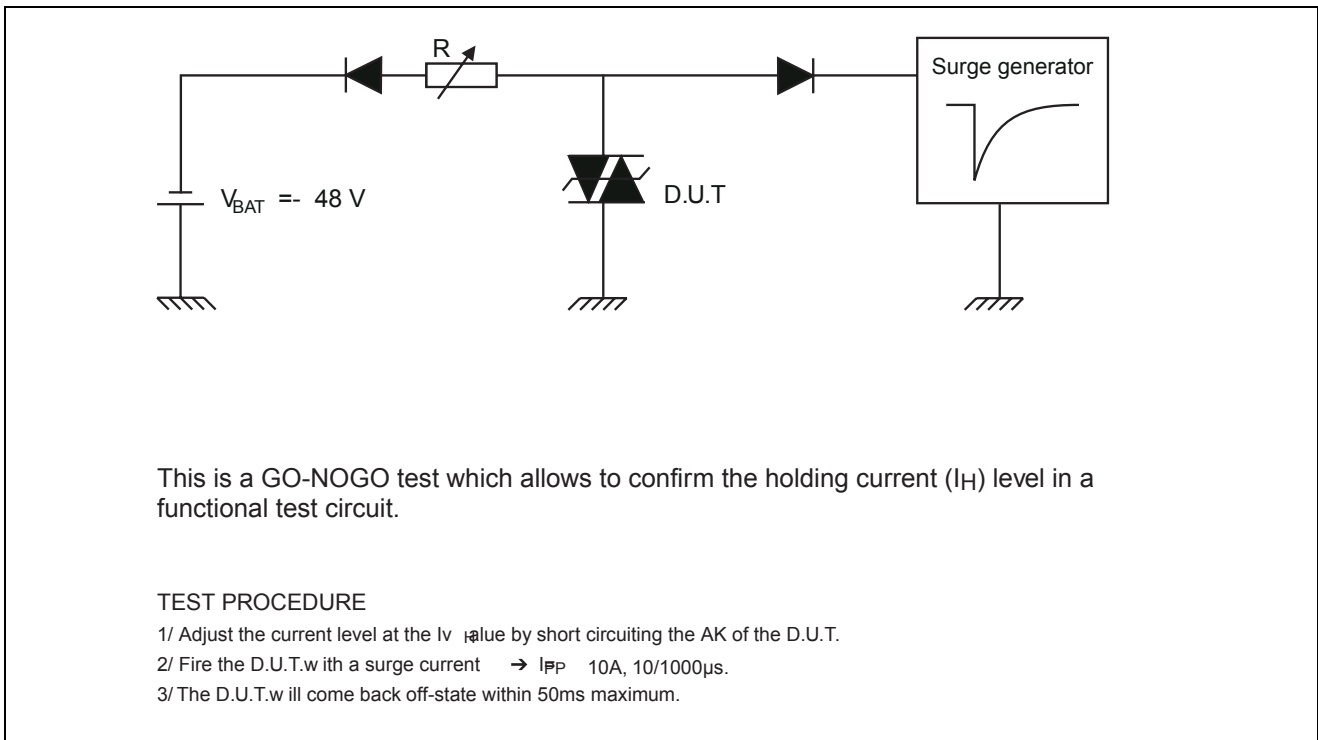 R
Surge generator
VBAT =- 48 V
D.U.T
This is a GO-NOGO test which allows to confirm the holding current (IH) level in a
functional test circuit.
TEST PROCEDURE
1/ Adjust the current level at the Iv Halue by short circuiting the AK of the D.U.T.
2/ Fire the D.U.T.w ith a surge current ➔ IPP 10A, 10/1000µs.
3/ The D.U.T.w ill come back off-state within 50ms maximum.